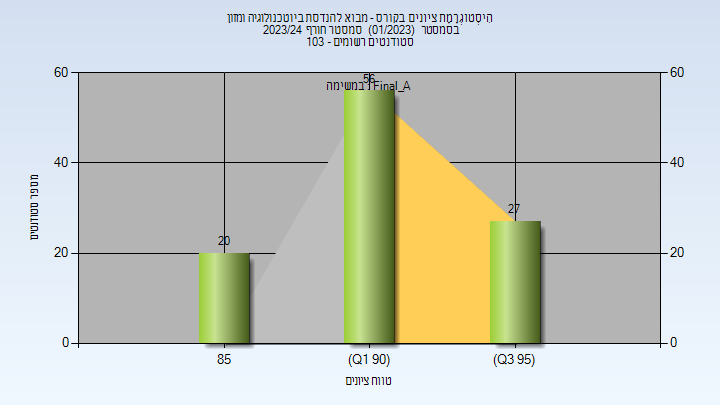 היסטוגרמת ציונים בקורס - מבוא להנדסת ביוטכנולוגיה ומזון
בסמסטר (01/2023) סמסטר חורף 2023/24
סטודנטים רשומים - 103
60
60
56
במשימה Final_A
40
40
מספר סטודנטים
27
20
20
20
0
0
85
(Q1 90)
(Q3 95)
טווח ציונים